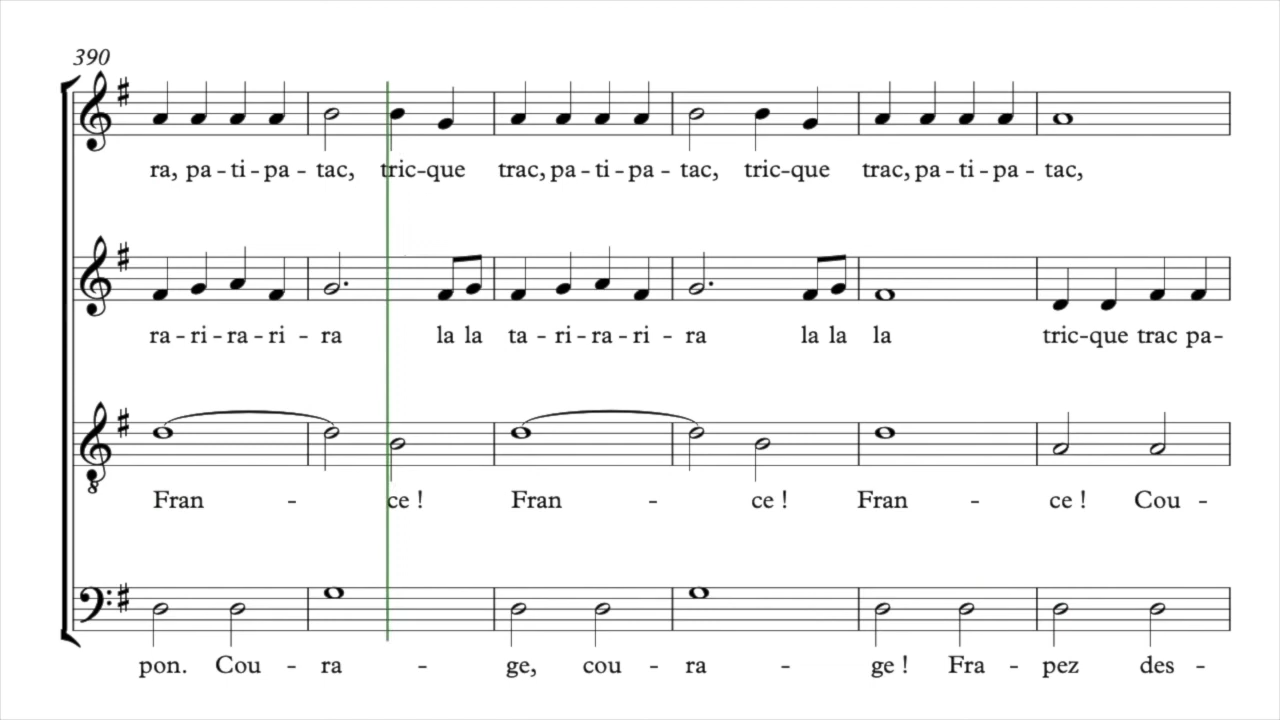 390
ra, pa - ti - pa - tac, tric-que trac, pa - ti - pa - tac, tric-que trac, pa - ti - pa - tac,
ra - ri - ra - ri - ra la la ta - ri - ra - ri - ra la la la tric-que trac pa-
8
Fran - ce ! Fran - ce ! Fran - ce ! Cou -
pon. Cou - ra - ge, cou - ra - ge ! Fra - pez des -